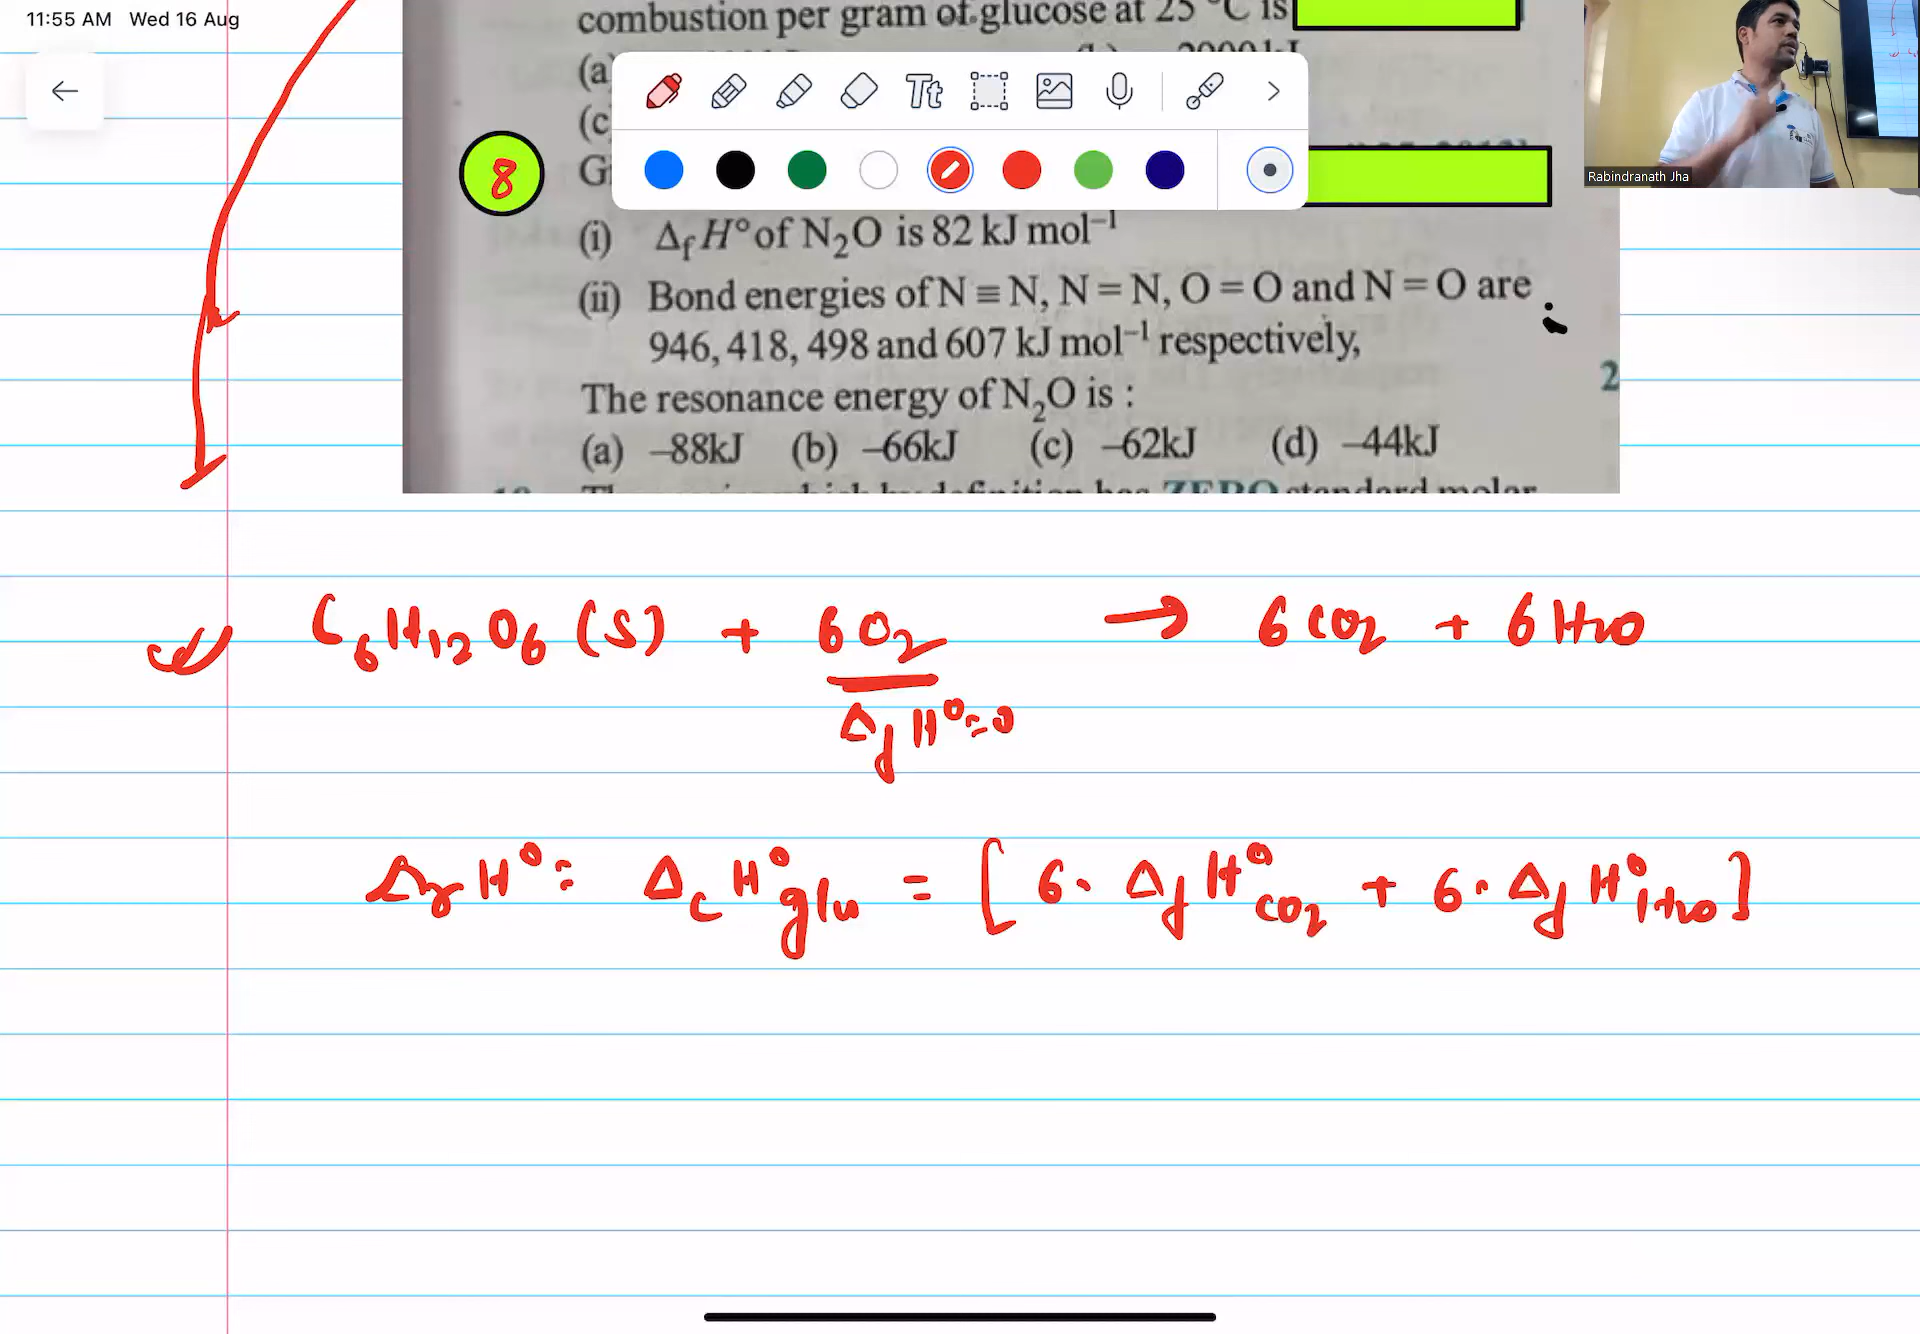 11:55 AM Wed 16 Aug
combustion per gram of glucose at 25 °C is
(a)
(c
8
(i) ΔfH° of N₂O is 82 kJ mol⁻¹
(ii) Bond energies of N ≡ N, N = N, O = O and N = O are
946, 418, 498 and 607 kJ mol⁻¹ respectively,
The resonance energy of N₂O is :
(a) –88kJ (b) –66kJ (c) –62kJ (d) –44kJ
2
Tt
Rabindranath Jha
C₆H₁₂O₆ (s) + 6O₂ → 6CO₂ + 6H₂O
ΔfH°=0
ΔrH° = ΔcH°glu = [6. ΔfH°CO₂ + 6. ΔfH°H₂O]